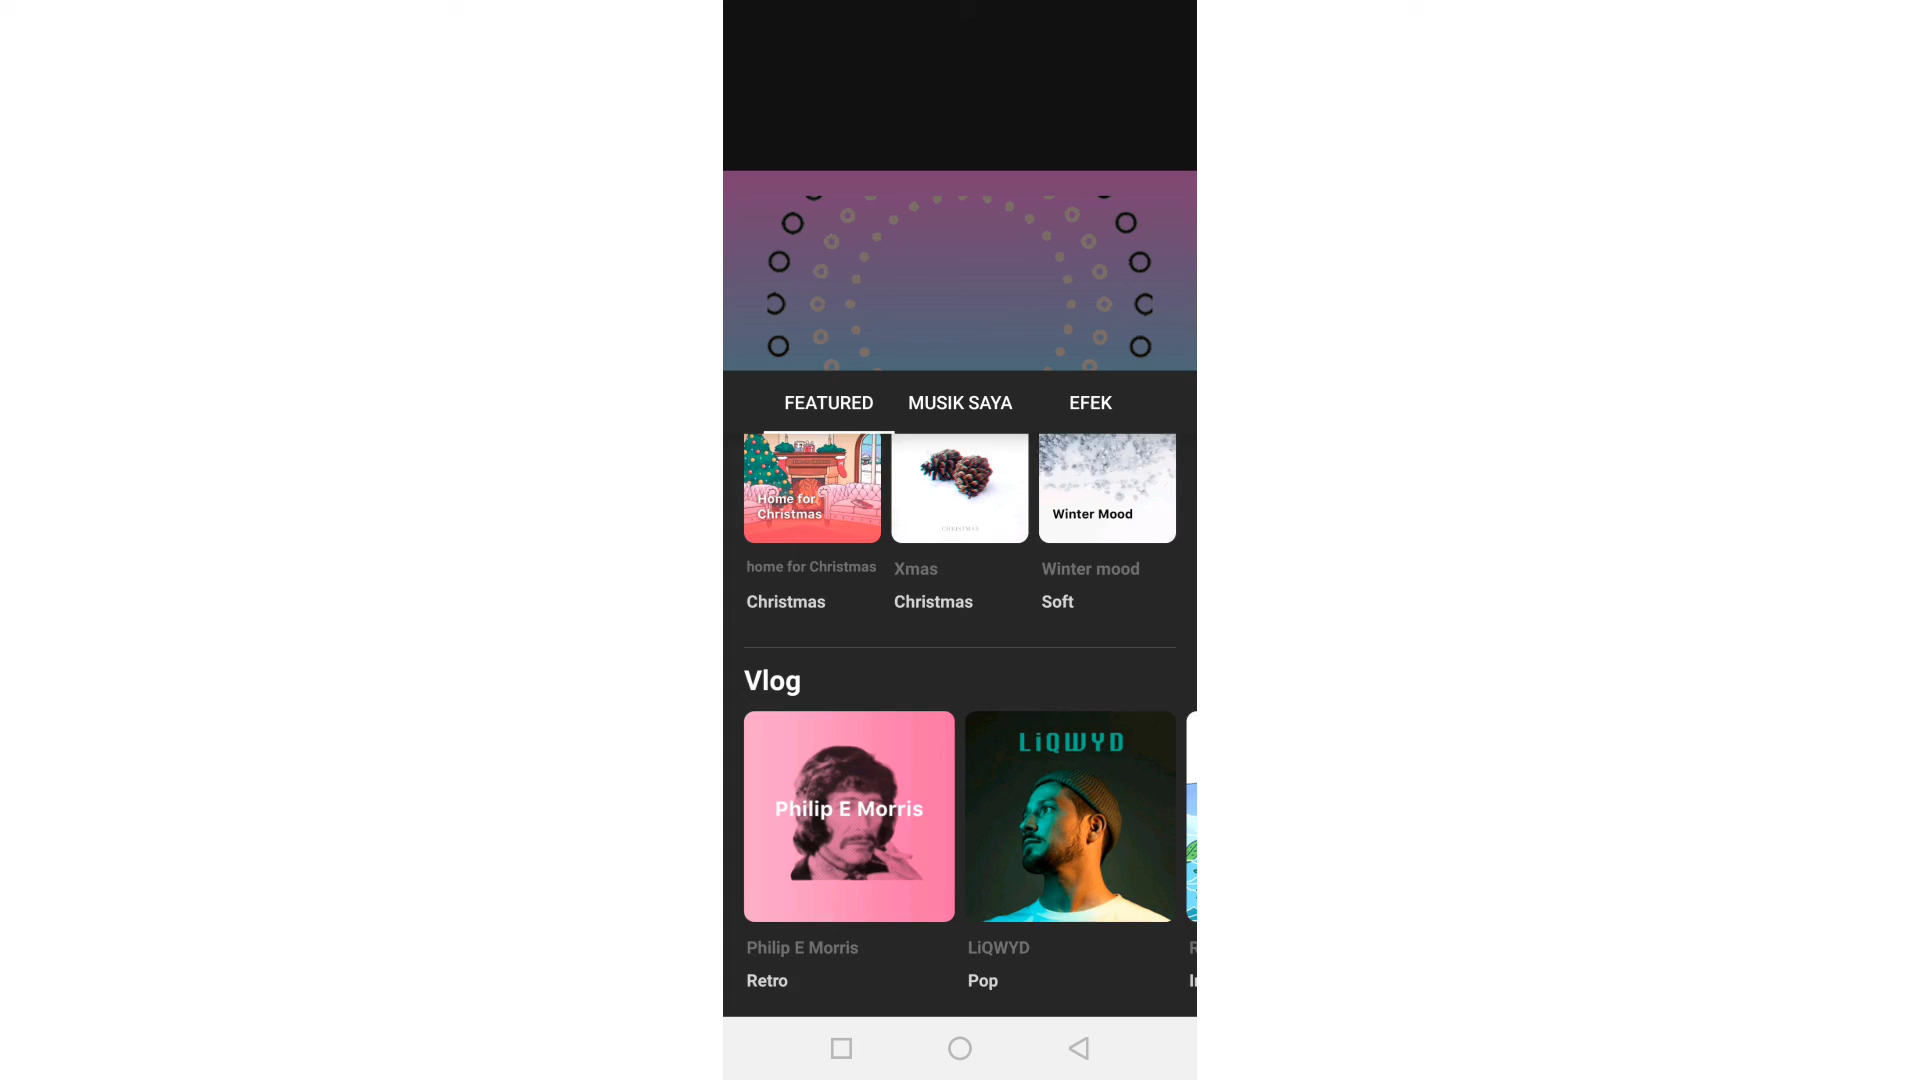 FEATURED MUSIK SAYA EFEK
Home for
Christmas
CHRISTMAS
Winter Mood
home for Christmas
Xmas
Winter mood
Christmas
Christmas
Soft
Vlog
Philip E Morris
LiQWYD
Philip E Morris
LiQWYD
Retro
Pop